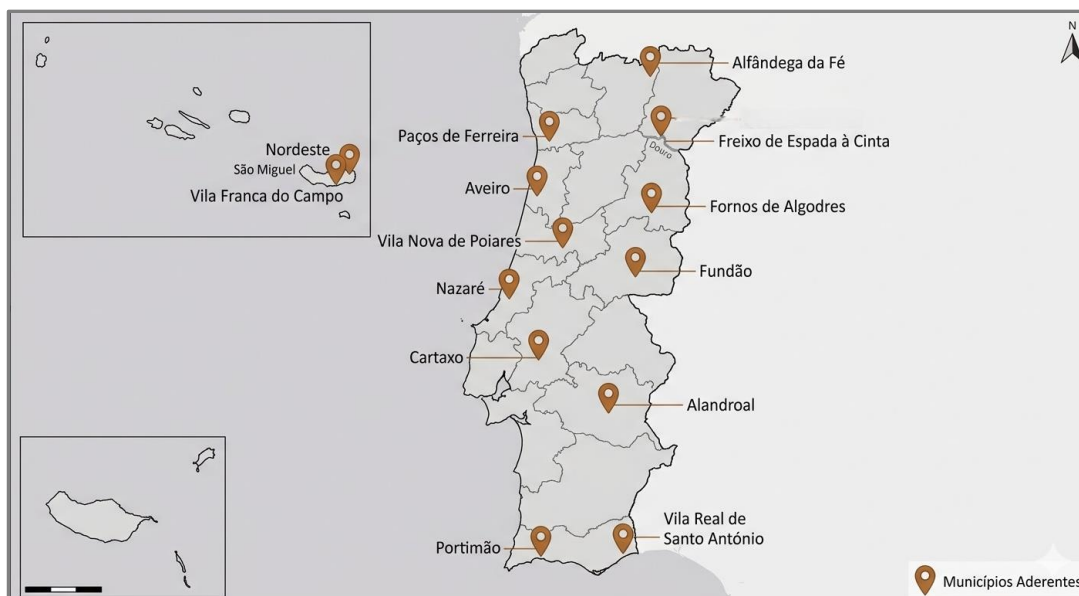 N
Alfândega da Fé
Paços de Ferreira
Freixo de Espada à Cinta
Douro
Nordeste
São Miguel
Vila Franca do Campo
Aveiro
Fornos de Algodres
Vila Nova de Poiares
Fundão
Nazaré
Cartaxo
Alandroal
Vila Real de
Santo António
Portimão
Municípios Aderentes